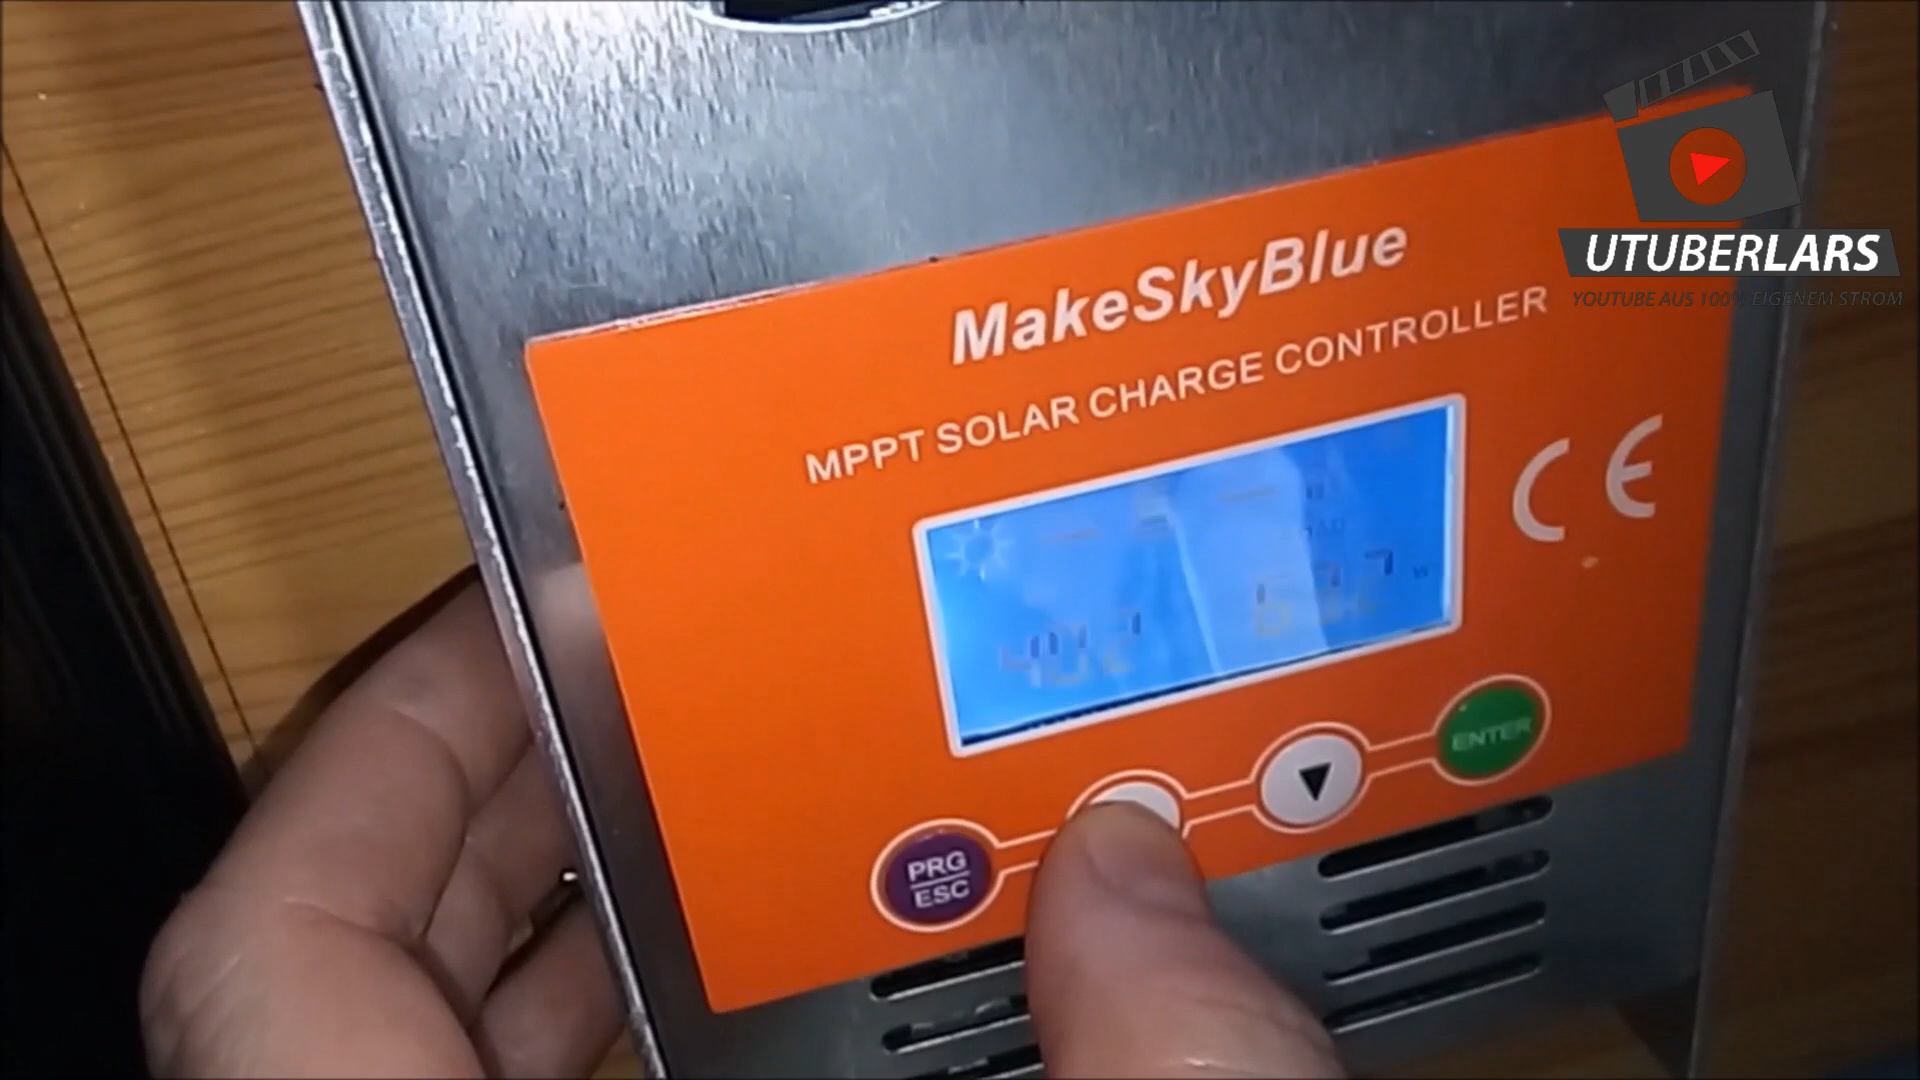 UTUBERLARS
YOUTUBE AUS 100% EIGENEM STROM
MakeSkyBlue
MPPT SOLAR CHARGE CONTROLLER
CE
W
PRG
ESC
▼
ENTER